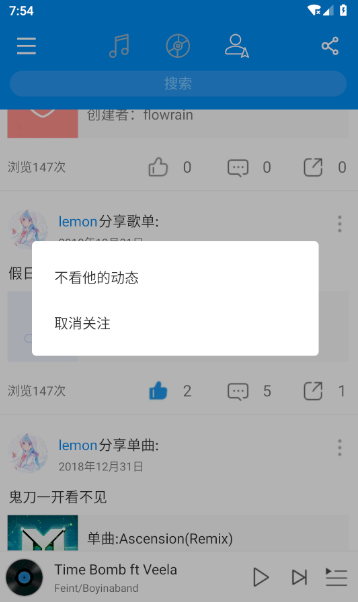 7:54
搜索
创建者：flowrain
浏览147次
0
0
0
lemon分享歌单:
2018年12月31日
假日
不看他的动态
取消关注
浏览147次
2
5
1
lemon分享单曲:
2018年12月31日
鬼刀一开看不见
单曲:Ascension(Remix)
Time Bomb ft Veela
Feint/Boyinaband